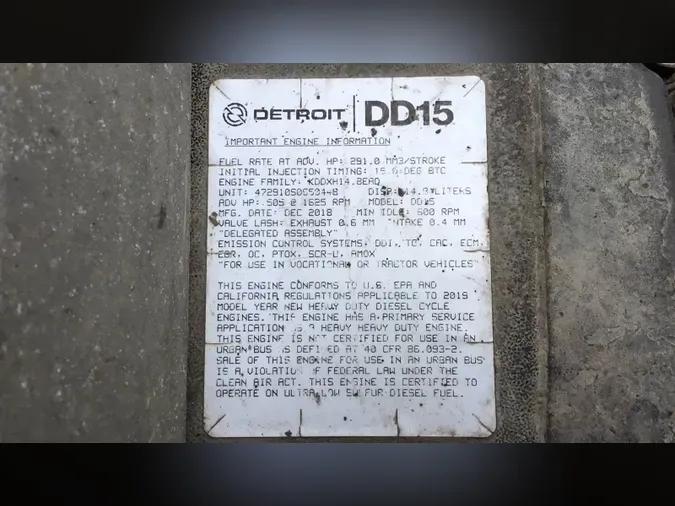 DETROIT DD15
IMPORTANT ENGINE INFORMATION
FUEL RATE AT ADV. HP: 291.0 MM3/STROKE
INITIAL INJECTION TIMING: DEG BTC
ENGINE FAMILY: KDDXH14.8EAD
UNIT: DISP: LITERS
ADV HP: 505 @ 1625 RPM MODEL: DD15
MFG. DATE: DEC 2018 MIN IDLE: 600 RPM
VALVE LASH: EXHAUST 0.6 MM INTAKE 0.4 MM
"DELEGATED ASSEMBLY"
EMISSION CONTROL SYSTEMS: DDI, TC, CAC, ECM,
EGR, OC, PTOX, SCR-U, AMOX
"FOR USE IN VOCATIONAL OR TRACTOR VEHICLES"
THIS ENGINE CONFORMS TO U.S. EPA AND
CALIFORNIA REGULATIONS APPLICABLE TO 2019
MODEL YEAR NEW HEAVY DUTY DIESEL CYCLE
ENGINES. THIS ENGINE HAS A PRIMARY SERVICE
APPLICATION AS A HEAVY HEAVY DUTY ENGINE.
THIS ENGINE IS NOT CERTIFIED FOR USE IN AN
URBAN BUS AS DEFINED AT 40 CFR 86.093-2.
SALE OF THIS ENGINE FOR USE IN AN URBAN BUS
IS A VIOLATION OF FEDERAL LAW UNDER THE
CLEAN AIR ACT. THIS ENGINE IS CERTIFIED TO
OPERATE ON ULTRA LOW SULFUR DIESEL FUEL.